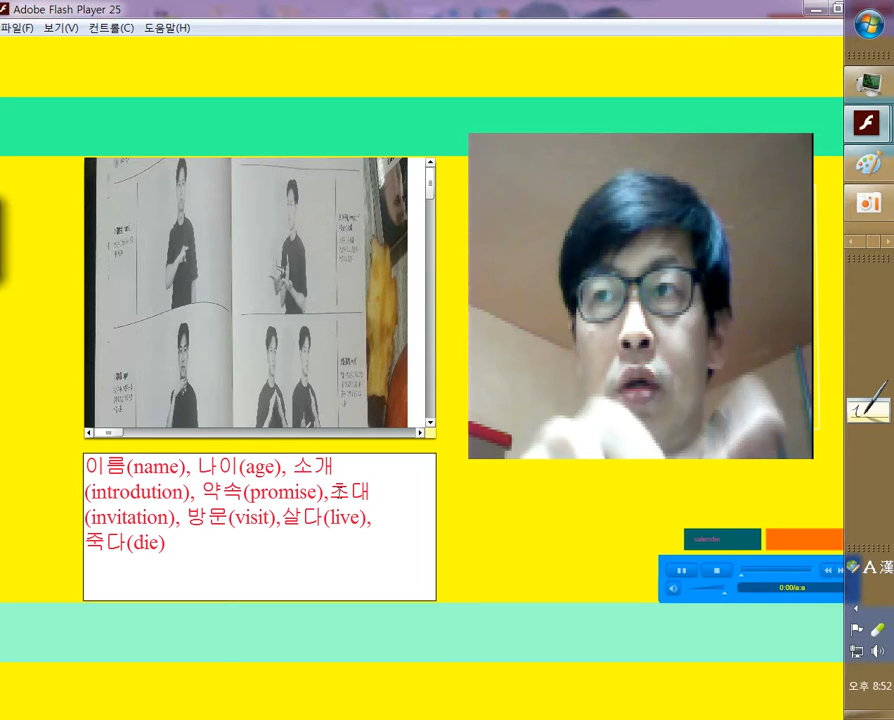 Adobe Flash Player 25
파일(F) 보기(V) 컨트롤(C) 도움말(H)
이름(name), 나이(age), 소개
(introdution), 약속(promise),초대
(invitation), 방문(visit),살다(live),
죽다(die)
calender
0:00/a:a
A 漢
오후 8:52